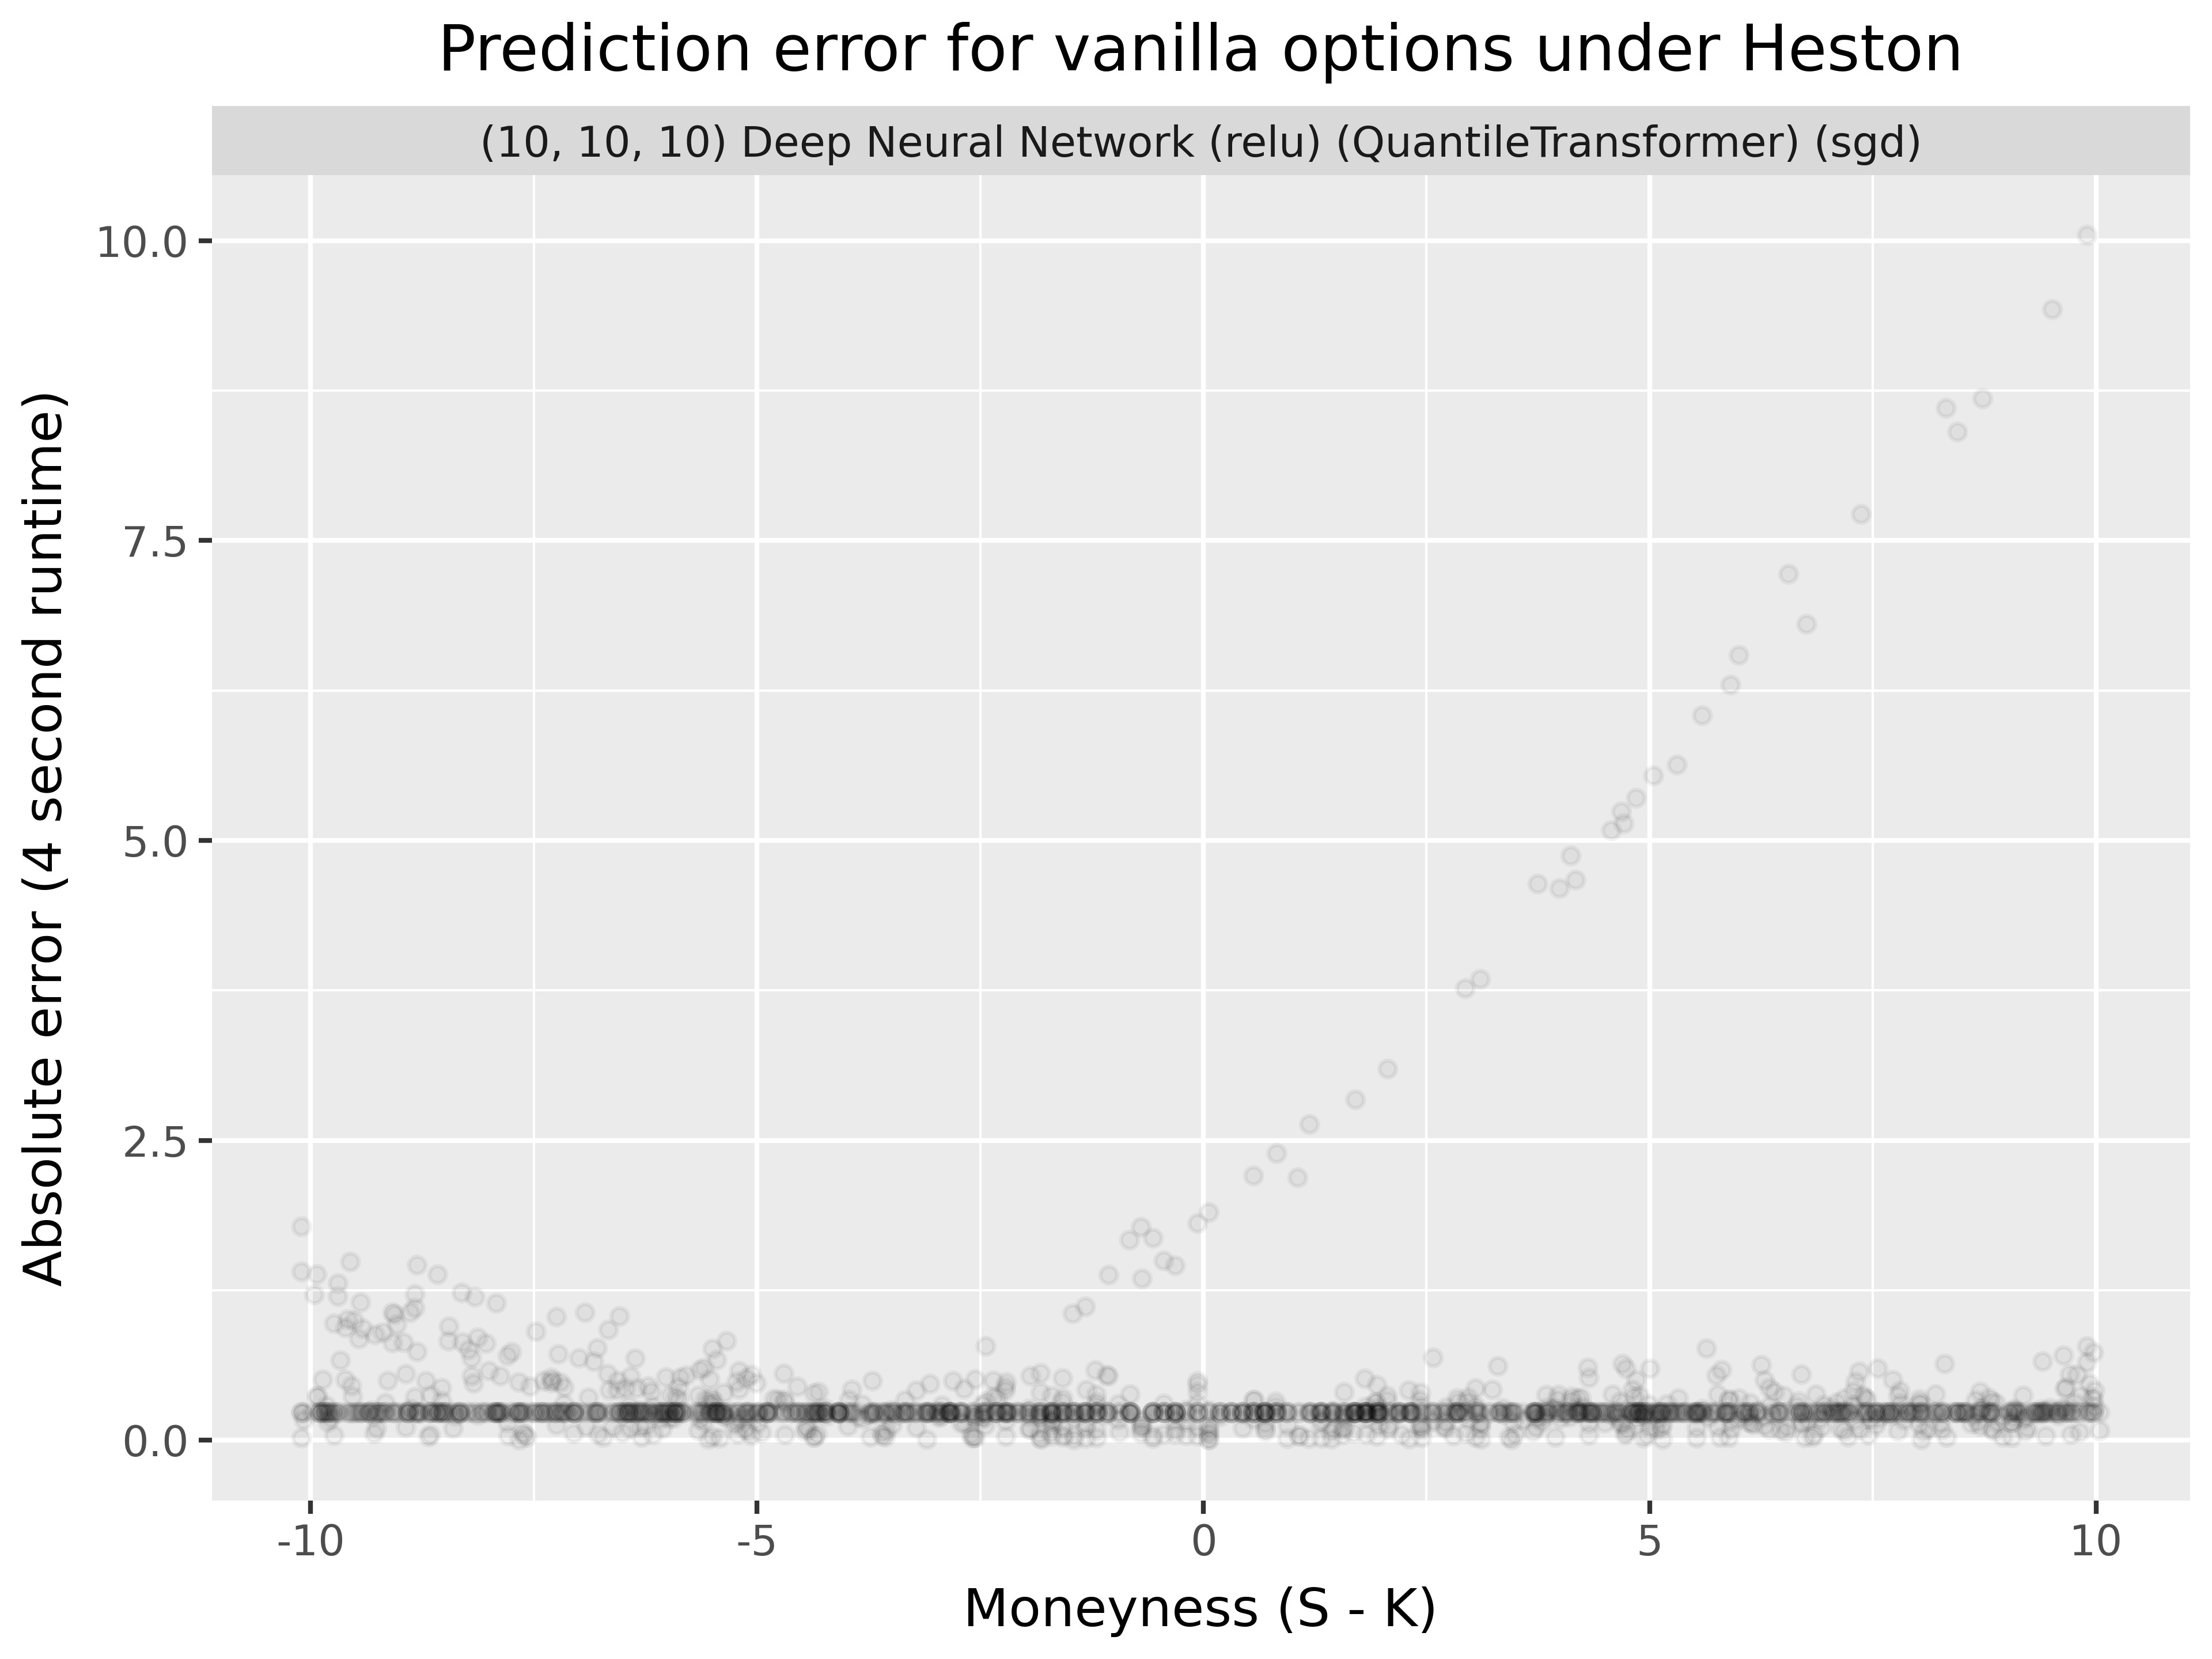 Prediction error for vanilla options under Heston
(10, 10, 10) Deep Neural Network (relu) (QuantileTransformer) (sgd)
Absolute error (4 second runtime)
10.0
7.5
5.0
2.5
0.0
-10
-5
0
5
10
Moneyness (S - K)